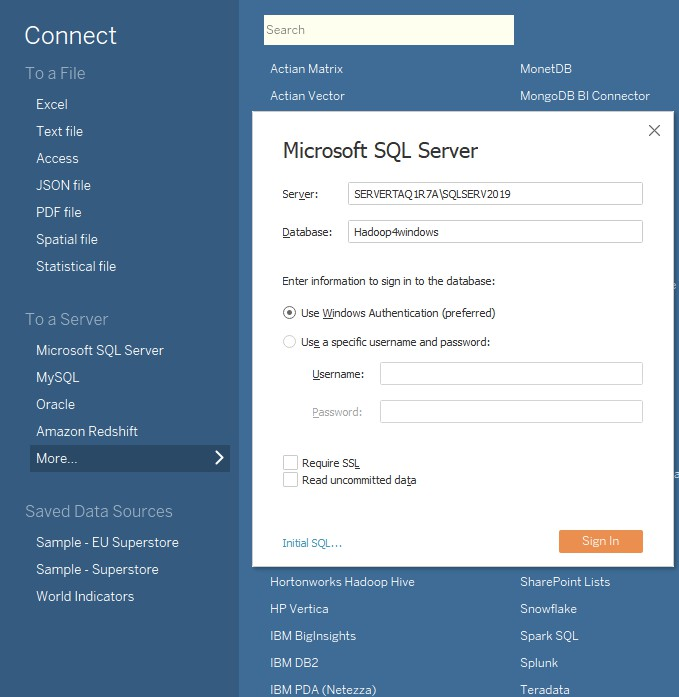 Connect
To a File
Excel
Text file
Access
JSON file
PDF file
Spatial file
Statistical file
To a Server
Microsoft SQL Server
MySQL
Oracle
Amazon Redshift
More...
Saved Data Sources
Sample - EU Superstore
Sample - Superstore
World Indicators
Search
Actian Matrix
Actian Vector
MonetDB
MongoDB BI Connector
Microsoft SQL Server
Server: SERVERTAQ1R7A\SQLSERV2019
Database: Hadoop4windows
Enter information to sign in to the database:
Use Windows Authentication (preferred)
Use a specific username and password:
Username:
Password:
Require SSL
Read uncommitted data
Initial SQL...
Sign In
Hortonworks Hadoop Hive
HP Vertica
IBM BigInsights
IBM DB2
IBM PDA (Netezza)
SharePoint Lists
Snowflake
Spark SQL
Splunk
Teradata